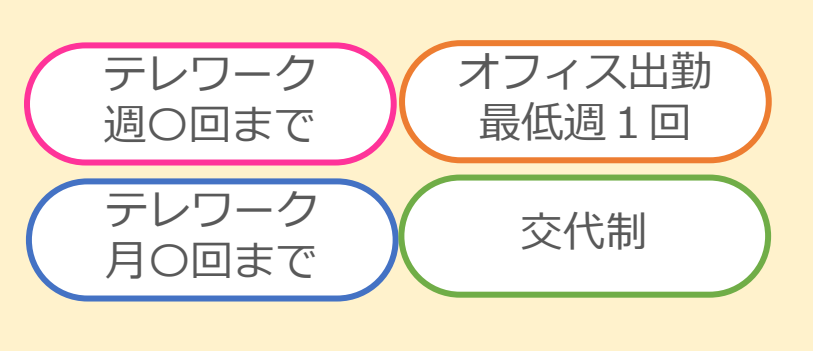 テレワーク
週〇回まで
オフィス出勤
最低週１回
テレワーク
月〇回まで
交代制